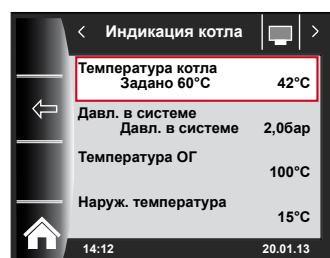 < Индикация котла >
Температура котла
Задано 60°C 42°C
Давл. в системе
Давл. в системе 2,0бар
Температура ОГ
100°C
Наруж. температура
15°C
14:12 20.01.13